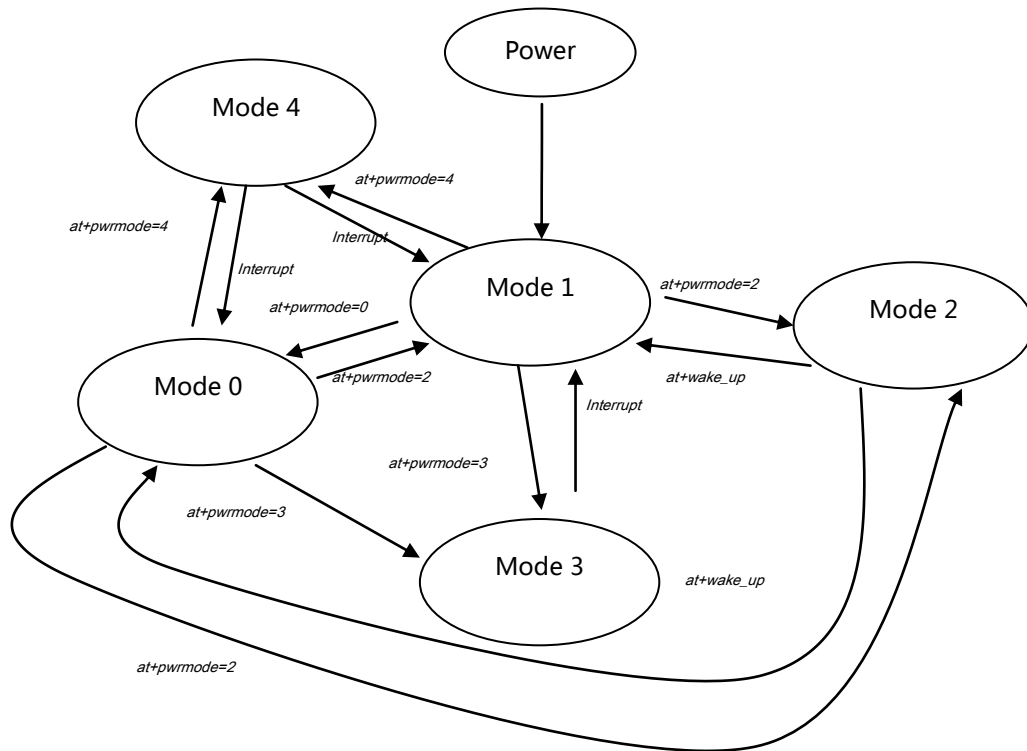 Power
Mode 4
at+pwrmode=4
at+pwrmode=4
Interrupt
Interrupt
Mode 1
at+pwrmode=2
Mode 2
at+pwrmode=0
Mode 0
at+pwrmode=2
at+wake_up
Interrupt
at+pwrmode=3
at+pwrmode=3
Mode 3
at+wake_up
at+pwrmode=2